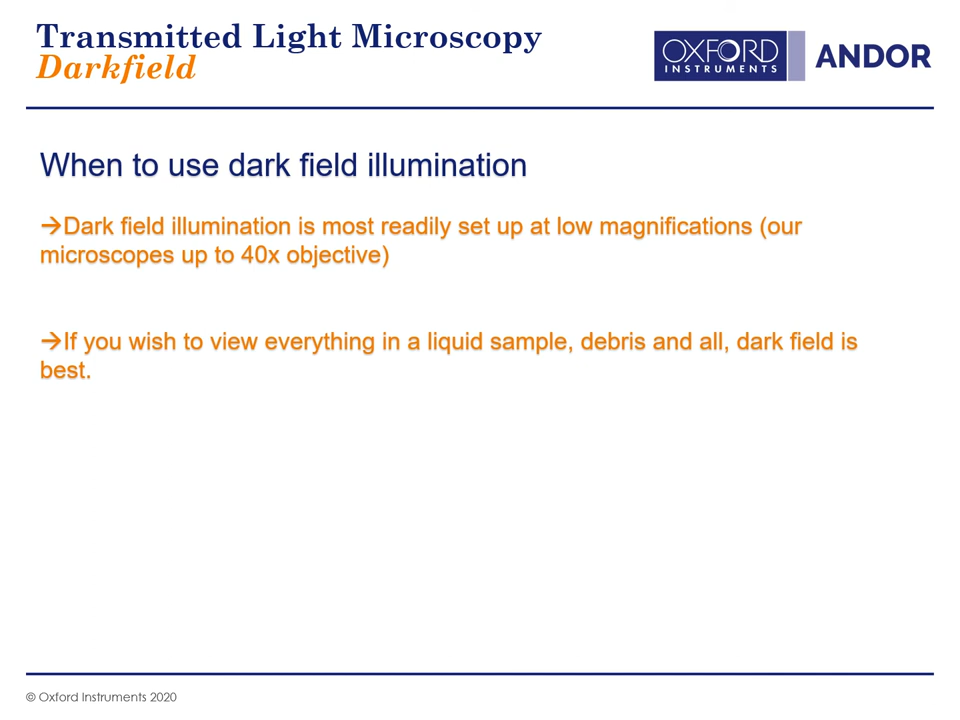 Transmitted Light Microscopy
Darkfield
OXFORD
INSTRUMENTS
ANDOR
When to use dark field illumination
→Dark field illumination is most readily set up at low magnifications (our
microscopes up to 40x objective)
→If you wish to view everything in a liquid sample, debris and all, dark field is
best.
© Oxford Instruments 2020